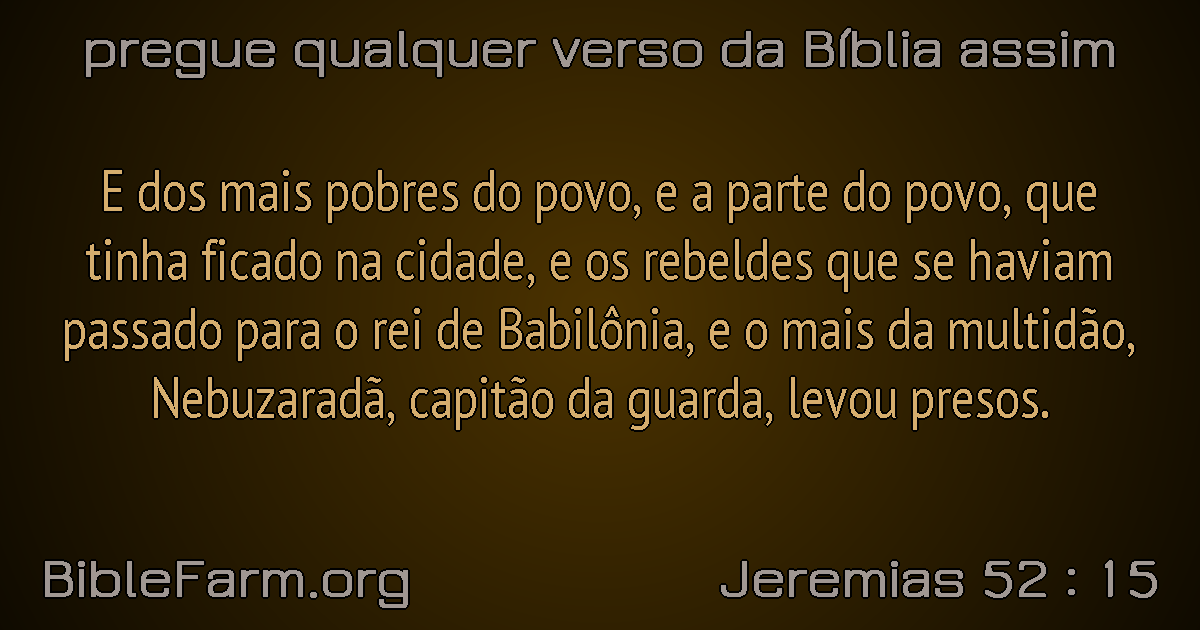 pregue qualquer verso da Bíblia assim
E dos mais pobres do povo, e a parte do povo, que
tinha ficado na cidade, e os rebeldes que se haviam
passado para o rei de Babilônia, e o mais da multidão,
Nebuzaradã, capitão da guarda, levou presos.
BibleFarm.org
Jeremias 52 : 15